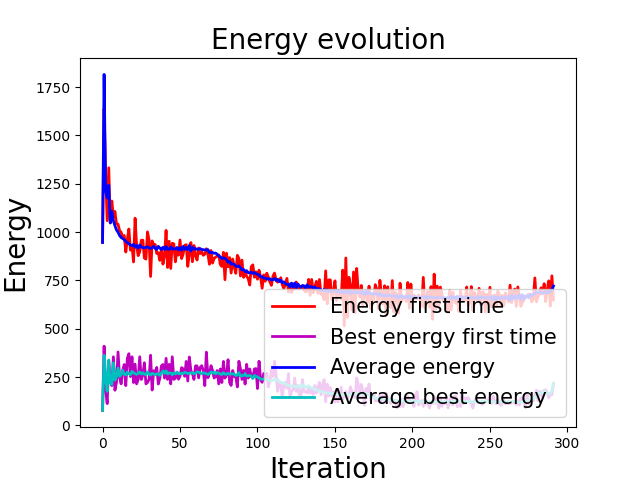 Energy evolution
Energy
1750
1500
1250
1000
750
500
250
0
Energy first time
Best energy first time
Average energy
Average best energy
0 50 100 150 200 250 300
Iteration